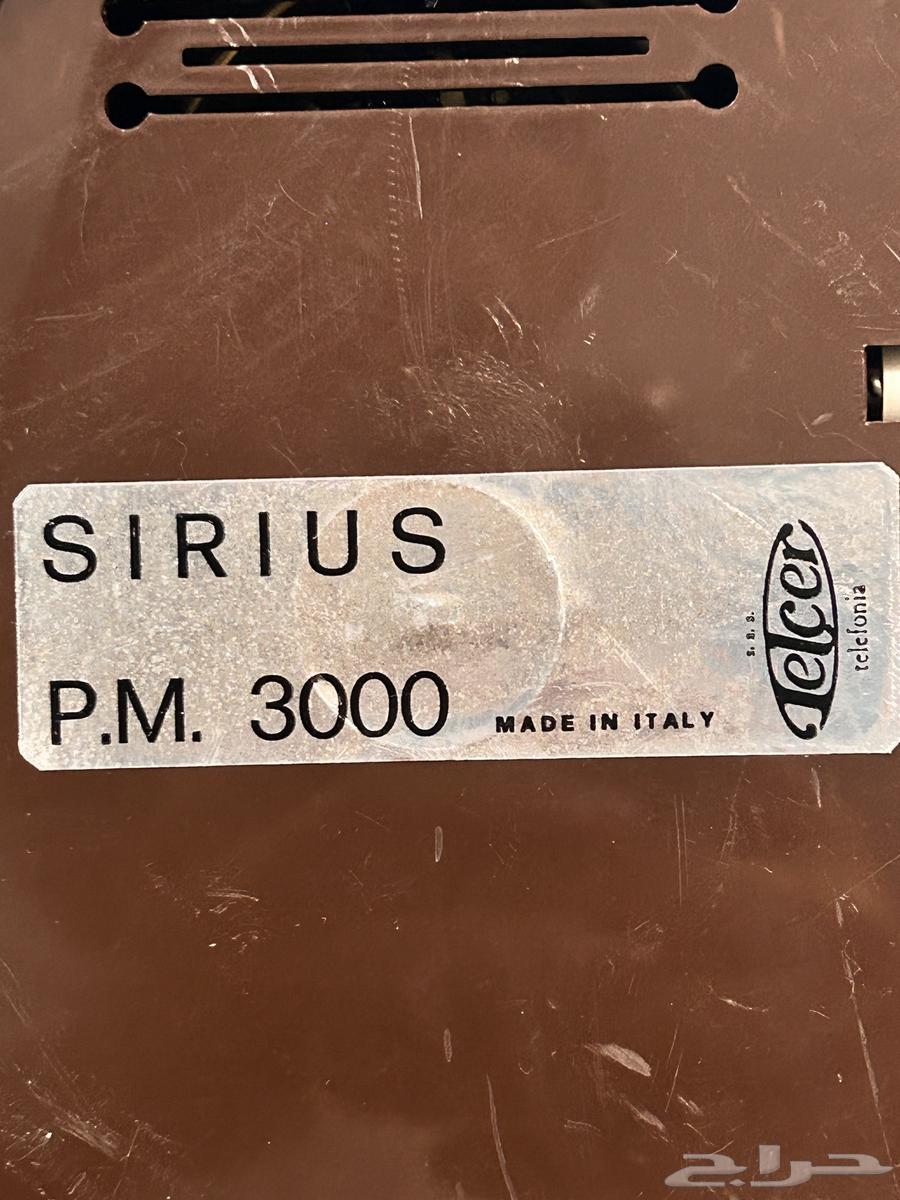 SIRIUS
P.M. 3000
MADE IN ITALY
s. a. s.
Telcer
telefonia
حراج